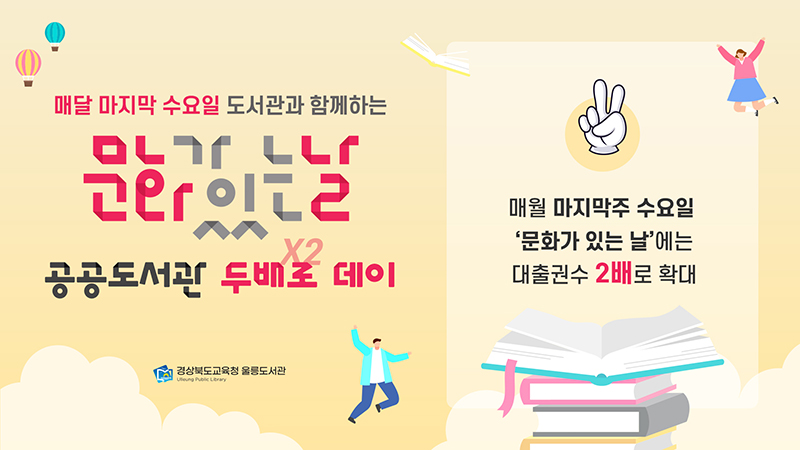 매달 마지막 수요일 도서관과 함께하는
문화가 있는 날
X2
공공도서관 두배로 데이
경상북도교육청 울릉도서관
Ulleung Public Library
매월 마지막주 수요일
‘문화가 있는 날’에는
대출권수 2배로 확대